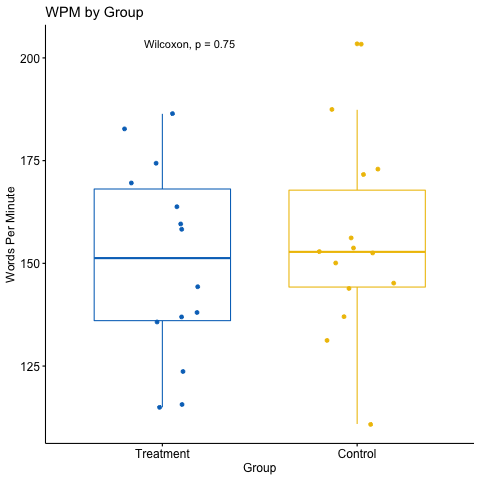 WPM by Group
Wilcoxon, p = 0.75
200
175
150
125
Words Per Minute
Treatment
Control
Group